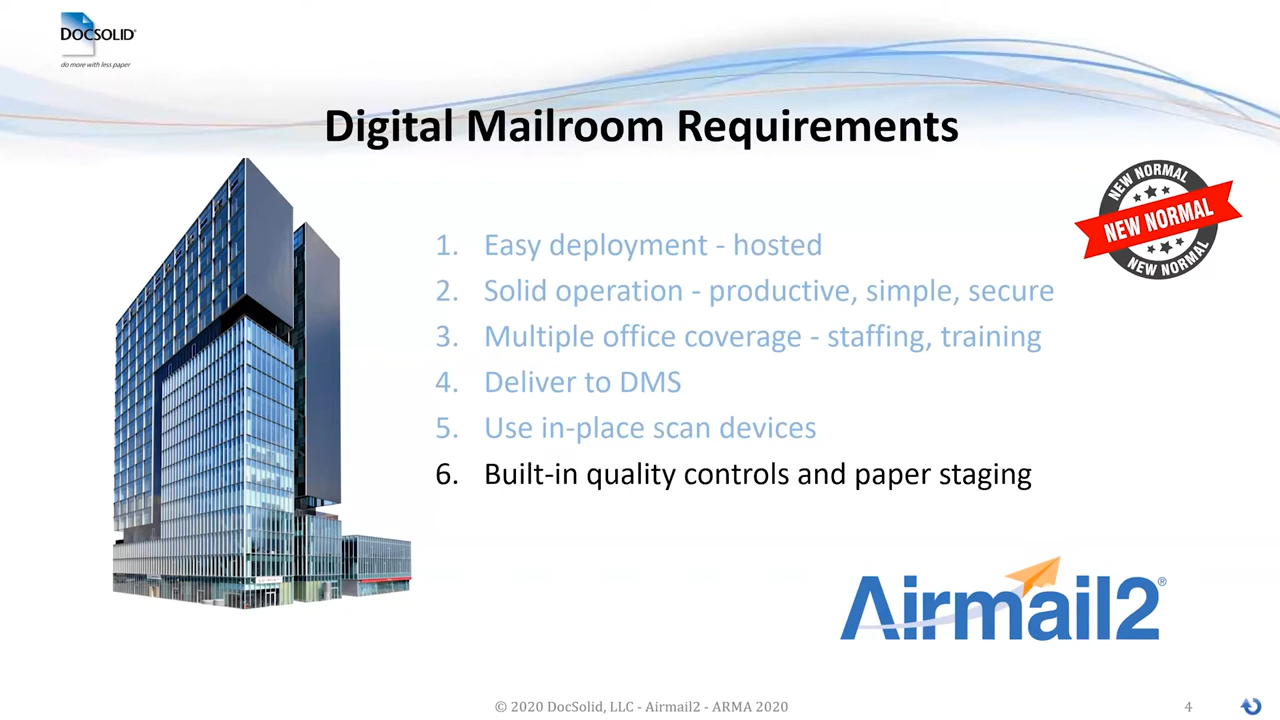 DOCSOLID®
do more with less paper
Digital Mailroom Requirements
NEW NORMAL
NEW NORMAL
NEW NORMAL
1. Easy deployment - hosted
2. Solid operation - productive, simple, secure
3. Multiple office coverage - staffing, training
4. Deliver to DMS
5. Use in-place scan devices
6. Built-in quality controls and paper staging
Airmail2®
© 2020 DocSolid, LLC - Airmail2 - ARMA 2020
4